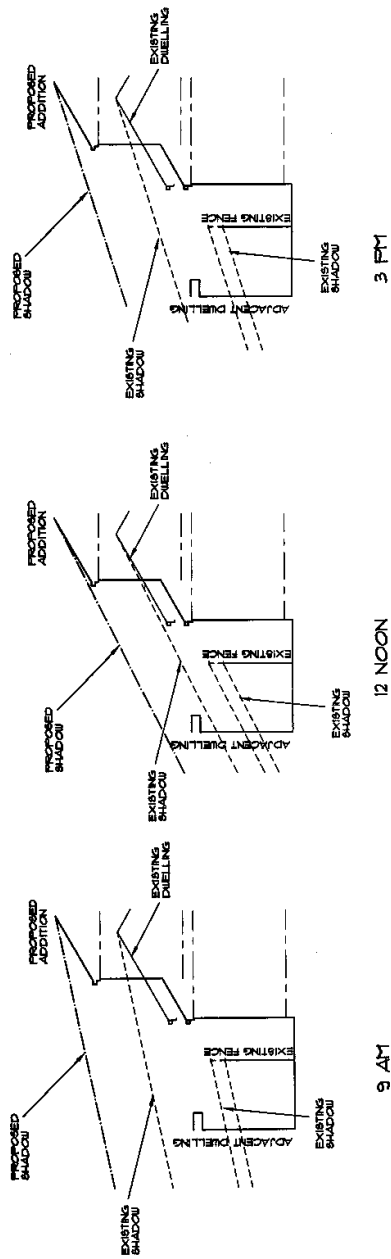 PROPOSED
SHADOW
PROPOSED
ADDITION
EXISTING
SHADOW
EXISTING
DWELLING
ADJACENT DWELLING
EXISTING FENCE
EXISTING
SHADOW
9 AM
PROPOSED
SHADOW
PROPOSED
ADDITION
EXISTING
SHADOW
EXISTING
DWELLING
ADJACENT DWELLING
EXISTING FENCE
EXISTING
SHADOW
12 NOON
PROPOSED
SHADOW
PROPOSED
ADDITION
EXISTING
SHADOW
EXISTING
DWELLING
ADJACENT DWELLING
EXISTING FENCE
EXISTING
SHADOW
3 PM